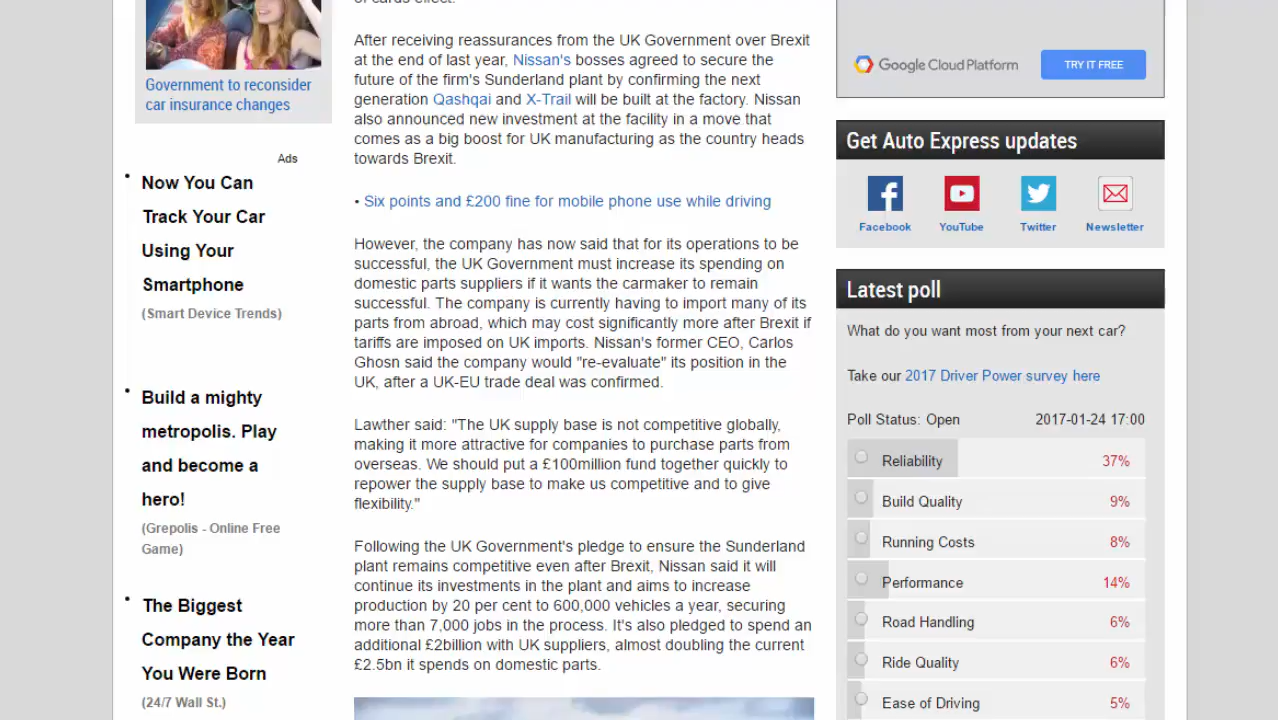 Government to reconsider
car insurance changes
Ads
Now You Can
Track Your Car
Using Your
Smartphone
(Smart Device Trends)
Build a mighty
metropolis. Play
and become a
hero!
(Grepolis - Online Free
Game)
The Biggest
Company the Year
You Were Born
(24/7 Wall St.)
After receiving reassurances from the UK Government over Brexit
at the end of last year, Nissan's bosses agreed to secure the
future of the firm's Sunderland plant by confirming the next
generation Qashqai and X-Trail will be built at the factory. Nissan
also announced new investment at the facility in a move that
comes as a big boost for UK manufacturing as the country heads
towards Brexit.
• Six points and £200 fine for mobile phone use while driving
However, the company has now said that for its operations to be
successful, the UK Government must increase its spending on
domestic parts suppliers if it wants the carmaker to remain
successful. The company is currently having to import many of its
parts from abroad, which may cost significantly more after Brexit if
tariffs are imposed on UK imports. Nissan's former CEO, Carlos
Ghosn said the company would "re-evaluate" its position in the
UK, after a UK-EU trade deal was confirmed.
Lawther said: "The UK supply base is not competitive globally,
making it more attractive for companies to purchase parts from
overseas. We should put a £100million fund together quickly to
repower the supply base to make us competitive and to give
flexibility."
Following the UK Government's pledge to ensure the Sunderland
plant remains competitive even after Brexit, Nissan said it will
continue its investments in the plant and aims to increase
production by 20 per cent to 600,000 vehicles a year, securing
more than 7,000 jobs in the process. It's also pledged to spend an
additional £2billion with UK suppliers, almost doubling the current
£2.5bn it spends on domestic parts.
Google Cloud Platform TRY IT FREE
Get Auto Express updates
Facebook YouTube Twitter Newsletter
Latest poll
What do you want most from your next car?
Take our 2017 Driver Power survey here
Poll Status: Open 2017-01-24 17:00
Reliability 37%
Build Quality 9%
Running Costs 8%
Performance 14%
Road Handling 6%
Ride Quality 6%
Ease of Driving 5%